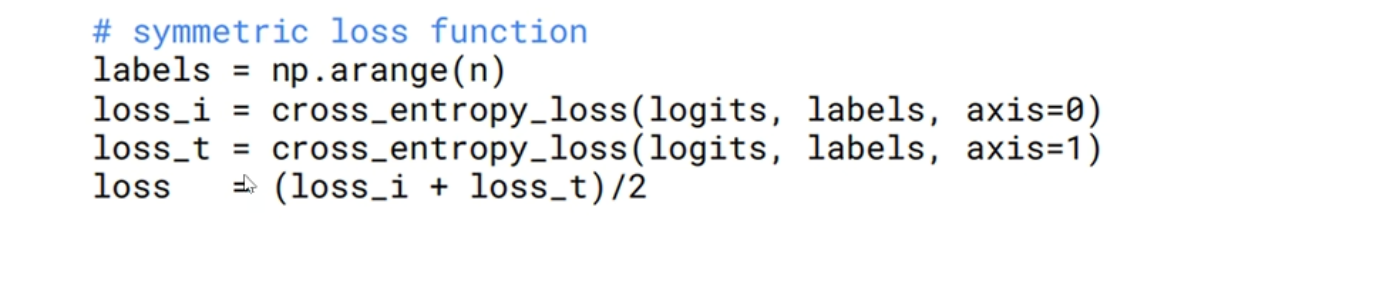 # symmetric loss function
labels = np.arange(n)
loss_i = cross_entropy_loss(logits, labels, axis=0)
loss_t = cross_entropy_loss(logits, labels, axis=1)
loss   = (loss_i + loss_t)/2